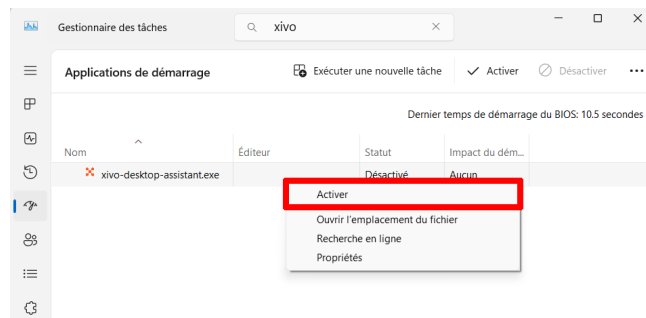 Gestionnaire des tâches
xivo
Applications de démarrage
Exécuter une nouvelle tâche
Activer
Désactiver
Dernier temps de démarrage du BIOS: 10.5 secondes
Nom Éditeur Statut Impact du dém...
xivo-desktop-assistant.exe Désactivé Aucun
Activer
Ouvrir l'emplacement du fichier
Recherche en ligne
Propriétés